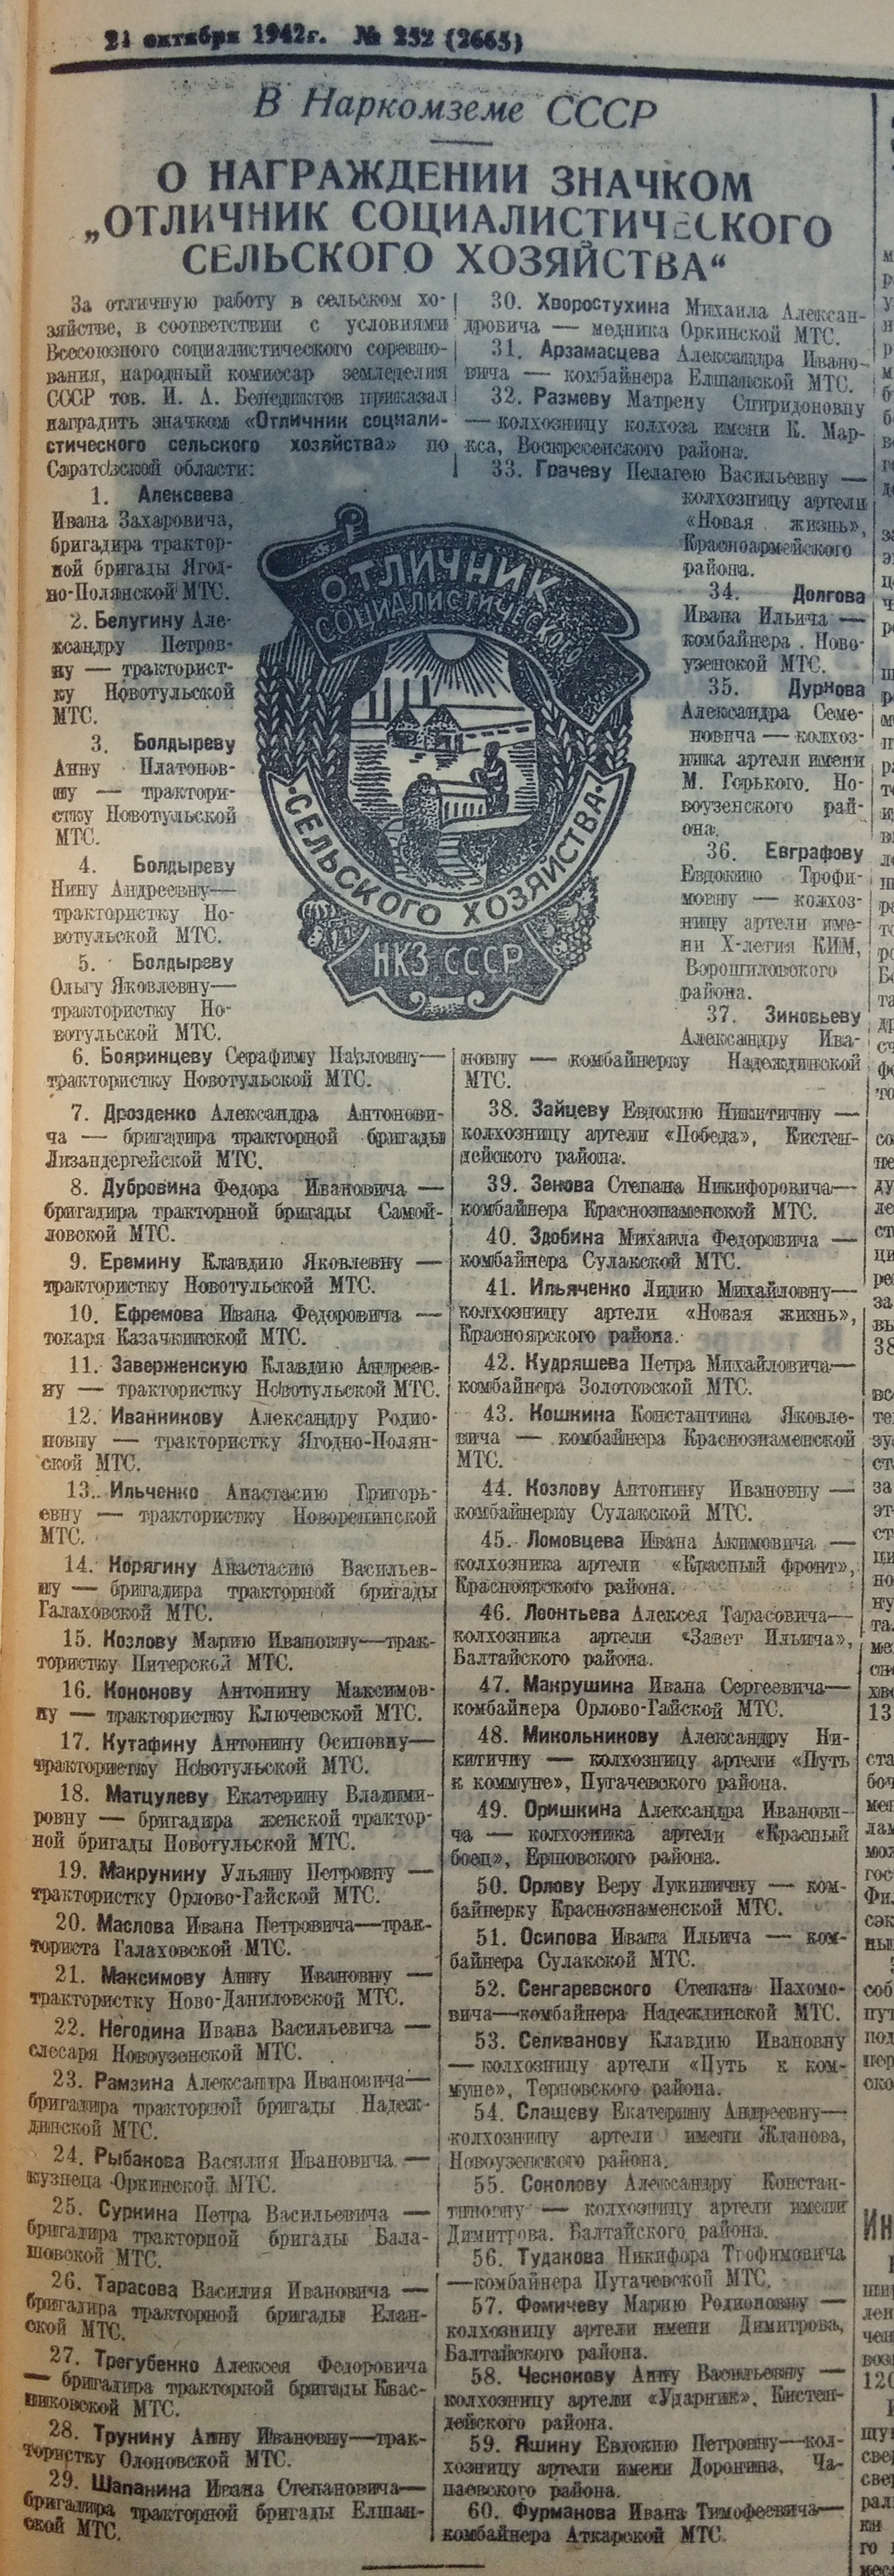 24 октября 1942г. № 252 (2665)
В Наркомземе СССР
О НАГРАЖДЕНИИ ЗНАЧКОМ
„ОТЛИЧНИК СОЦИАЛИСТИЧЕСКОГО
СЕЛЬСКОГО ХОЗЯЙСТВА“
За отличную работу в сельском хо-
зяйстве, в соответствии с условиями
Всесоюзного социалистического соревно-
вания, народный комиссар земледелия
СССР тов. И. А. Бенедиктов приказал
наградить значком «Отличник социали-
стического сельского хозяйства» по
Саратовской области:
1. Алексеева
Ивана Захаровича,
бригадира трактор-
ной бригады Ягод-
но-Полянской МТС.
2. Белугину Але-
ксандру Петров-
ну — тракторист-
ку Новотульской
МТС.
3. Болдыреву
Анну Платонов-
ну — трактори-
стку Новотульской
МТС.
4. Болдыреву
Нину Андреевну—
трактористку Но-
вотульской МТС.
5. Болдыреву
Ольгу Яковлевну—
трактористку Но-
вотульской МТС.
6. Бояринцеву Серафиму Павловну—
трактористку Новотульской МТС.
7. Дрозденко Александра Антонови-
ча — бригадира тракторной бригады
Лизандергейской МТС.
8. Дубровина Федора Ивановича —
бригадира тракторной бригады Самой-
ловской МТС.
9. Еремину Клавдию Яковлевну —
трактористку Новотульской МТС.
10. Ефремова Ивана Федоровича —
токаря Казачкинской МТС.
11. Заверженскую Клавдию Андреев-
ну — трактористку Новотульской МТС.
12. Иванникову Александру Родио-
новну — трактористку Ягодно-Полян-
ской МТС.
13. Ильченко Анастасию Григорь-
евну — трактористку Новорепинской
МТС.
14. Корягину Анастасию Васильев-
ну — бригадира тракторной бригады
Галаховской МТС.
15. Козлову Марию Ивановну—трак-
тористку Питерской МТС.
16. Кононову Антонину Максимов-
ну — трактористку Ключевской МТС.
17. Кутафину Антонину Осиповну—
трактористку Новотульской МТС.
18. Матцулеву Екатерину Владими-
ровну — бригадира женской трактор-
ной бригады Новотульской МТС.
19. Макрунину Ульяну Петровну —
трактористку Орлово-Гайской МТС.
20. Маслова Ивана Петровича—трак-
ториста Галаховской МТС.
21. Максимову Анну Ивановну —
трактористку Ново-Даниловской МТС.
22. Негодина Ивана Васильевича —
слесаря Новоузенской МТС.
23. Рамзина Александра Ивановича—
бригадира тракторной бригады Надеж-
динской МТС.
24. Рыбакова Василия Ивановича —
кузнеца Оркинской МТС.
25. Суркина Петра Васильевича —
бригадира тракторной бригады Бала-
шовской МТС.
26. Тарасова Василия Ивановича —
бригадира тракторной бригады Елан-
ской МТС.
27. Трегубенко Алексея Федоровича
— бригадира тракторной бригады Квас-
никовской МТС.
28. Трунину Анну Ивановну—трак-
тористку Олоновской МТС.
29. Шапанина Ивана Степановича—
бригадира тракторной бригады Елшан-
ской МТС.
ОТЛИЧНИК
СОЦИАЛИСТИЧЕСКОГО
СЕЛЬСКОГО ХОЗЯЙСТВА
НКЗ СССР
30. Хворостухина Михаила Алексан-
дровича — медника Оркинской МТС.
31. Арзамасцева Александра Ивано-
вича — комбайнера Елшанской МТС.
32. Размеву Матрену Спиридоновну
— колхозницу колхоза имени К. Мар-
кса, Воскресенского района.
33. Грачеву Пелагею Васильевну —
колхозницу артели
«Новая жизнь»,
Красноармейского
района.
34. Долгова
Ивана Ильича —
комбайнера Ново-
узенской МТС.
35. Дурнова
Александра Семе-
новича — колхоз-
ника артели имени
М. Горького, Но-
воузенского рай-
она.
36. Евграфову
Евдокию Трофи-
мовну — колхоз-
ницу артели име-
ни X-летия КИМ,
Ворошиловского
района.
37. Зиновьеву
Александру Ива-
новну — комбайнерку Надеждинской
МТС.
38. Зайцеву Евдокию Никитичну —
колхозницу артели «Победа», Кистен-
дейского района.
39. Зенова Степана Никифоровича—
комбайнера Краснознаменской МТС.
40. Здобина Михаила Федоровича —
комбайнера Сулакской МТС.
41. Ильяченко Лидию Михайловну—
колхозницу артели «Новая жизнь»,
Красноярского района.
42. Кудряшева Петра Михайловича—
комбайнера Золотовской МТС.
43. Кошкина Константина Яковле-
вича — комбайнера Краснознаменской
МТС.
44. Козлову Антонину Ивановну —
комбайнерку Сулакской МТС.
45. Ломовцева Ивана Акимовича —
колхозника артели «Красный фронт»,
Красноярского района.
46. Леонтьева Алексея Тарасовича—
колхозника артели «Завет Ильича»,
Балтайского района.
47. Макрушина Ивана Сергеевича—
комбайнера Орлово-Гайской МТС.
48. Микольникову Александру Ни-
китичну — колхозницу артели «Путь
к коммуне», Пугачевского района.
49. Оришкина Александра Иванови-
ча — колхозника артели «Красный
боец», Ершовского района.
50. Орлову Веру Лукиничну — ком-
байнерку Краснознаменской МТС.
51. Осипова Ивана Ильича — ком-
байнера Сулакской МТС.
52. Сенгаревского Степана Пахомо-
вича—комбайнера Надеждинской МТС.
53. Селиванову Клавдию Ивановну
— колхозницу артели «Путь к ком-
муне», Терновского района.
54. Слащеву Екатерину Андреевну—
колхозницу артели имени Жданова,
Новоузенского района.
55. Соколову Александру Констан-
тиновну — колхозницу артели имени
Димитрова, Балтайского района.
56. Тудакова Никифора Трофимовича
—комбайнера Пугачевской МТС.
57. Фомичеву Марию Родионовну —
колхозницу артели имени Димитрова,
Балтайского района.
58. Чеснокову Анну Васильевну —
колхозницу артели «Ударник», Кистен-
дейского района.
59. Яшину Евдокию Петровну—кол-
хозницу артели имени Доронина, Ча-
паевского района.
60. Фурманова Ивана Тимофеевича—
комбайнера Аткарской МТС.